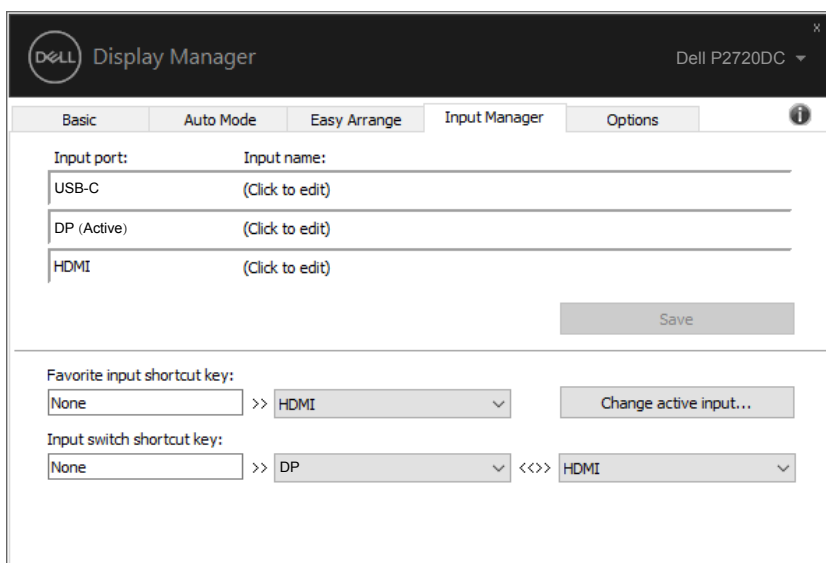 x
DELL Display Manager Dell P2720DC
Basic Auto Mode Easy Arrange Input Manager Options i
Input port: Input name:
USB-C (Click to edit)
DP (Active) (Click to edit)
HDMI (Click to edit)
Save
Favorite input shortcut key:
None >> HDMI Change active input...
Input switch shortcut key:
None >> DP <<>> HDMI